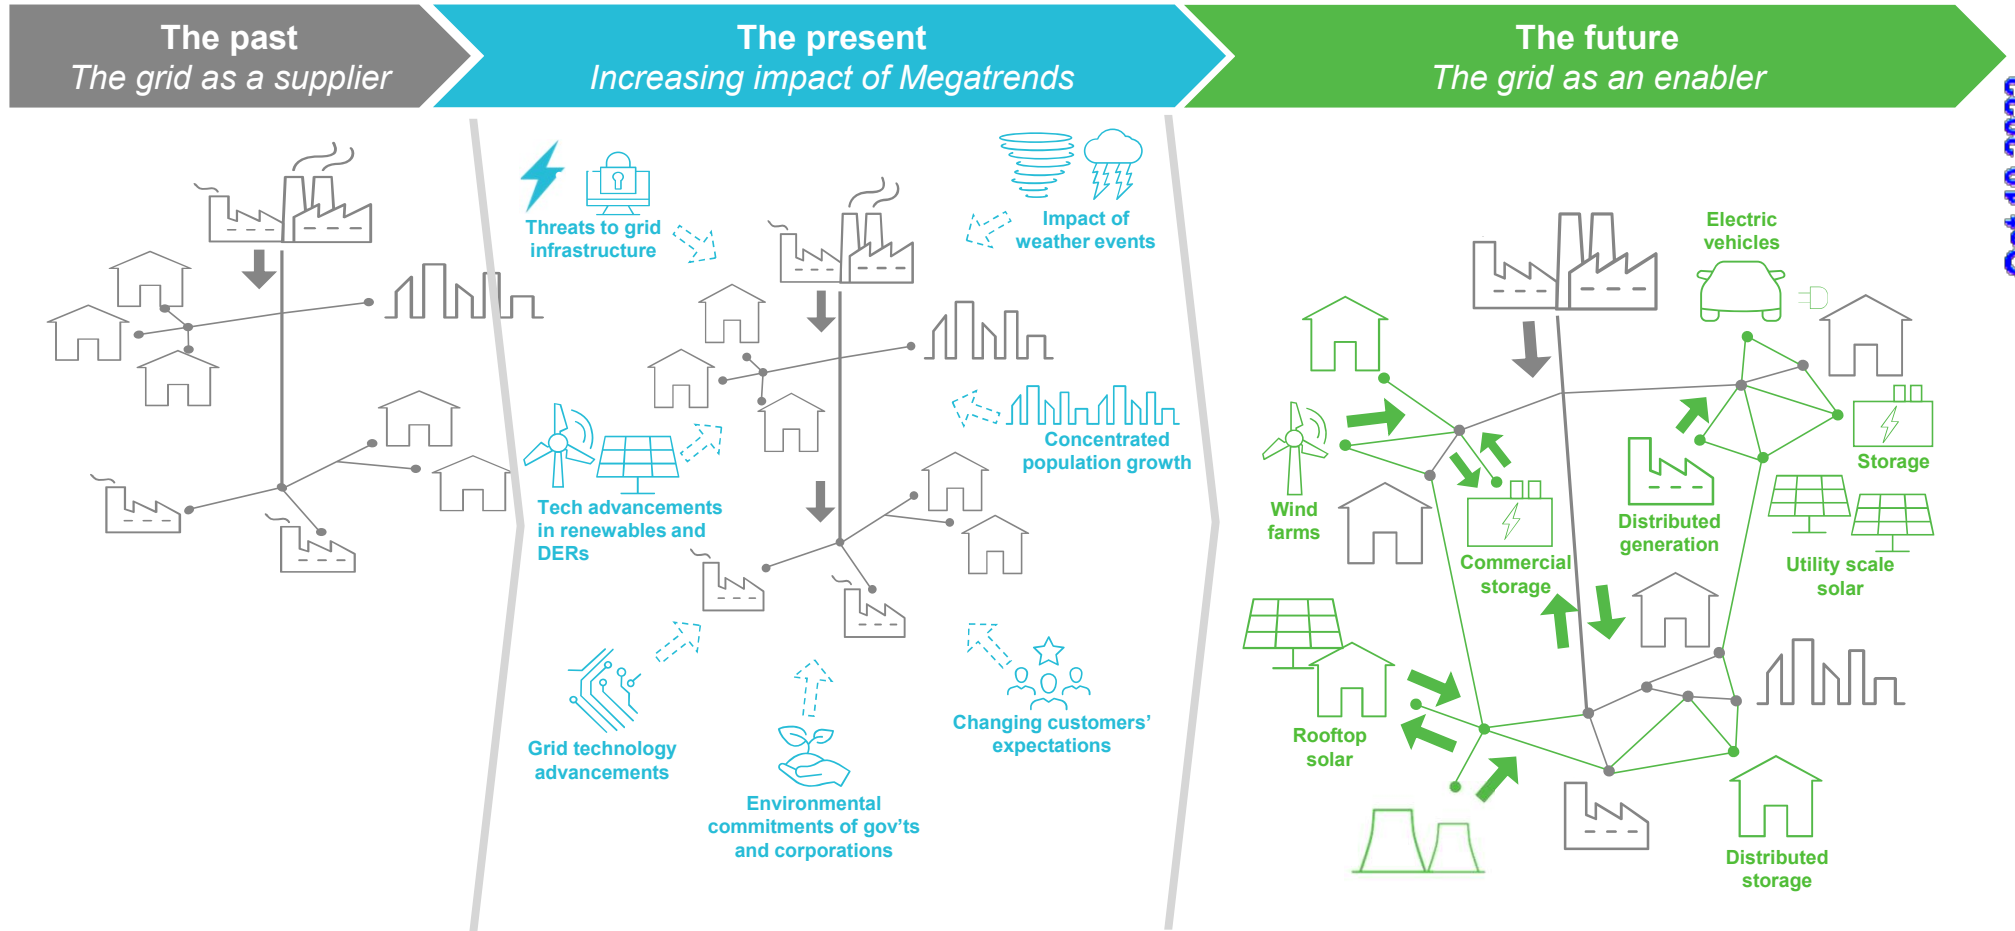 The past
The grid as a supplier
The present
Increasing impact of Megatrends
The future
The grid as an enabler
Threats to grid
infrastructure
Impact of
weather events
Concentrated
population growth
Tech advancements
in renewables and
DERs
Grid technology
advancements
Environmental
commitments of gov'ts
and corporations
Changing customers'
expectations
Electric
vehicles
Storage
Wind
farms
Commercial
storage
Distributed
generation
Utility scale
solar
Rooftop
solar
Distributed
storage